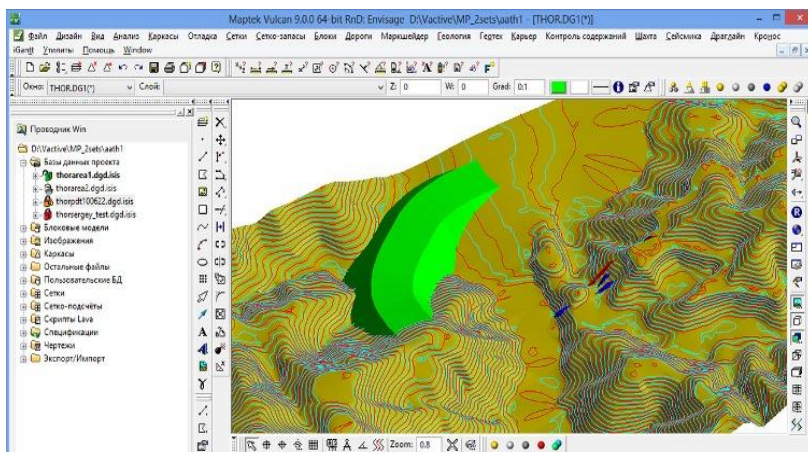 Maptek Vulcan 9.0.0 64-bit RnD: Envisage D:\Vactive\MP_2sets\aath1 - [THOR.DG1(*)]
Файл Дизайн Вид Анализ Каркасы Отладка Сетки Сетко-запасы Блоки Дороги Маркшейдер Геология Геотех Карьер Контроль содержаний Шахта Сейсмика Драглайн Кронос
iGantt Утилиты Помощь Window
Окно: THOR.DG1(*) Слой: Z: 0 W: 0 Grad: 0:1
Проводник Win
D:\Vactive\MP_2sets\aath1
Базы данных проекта
thorarea1.dgd.isis
thorarea2.dgd.isis
thorpdt100622.dgd.isis
thorsergey_test.dgd.isis
Блоковые модели
Изображения
Каркасы
Остальные файлы
Пользовательские БД
Сетки
Сетко-подсчёты
Скрипты Lava
Спецификации
Чертежи
Экспорт/Импорт
Zoom: 0.8